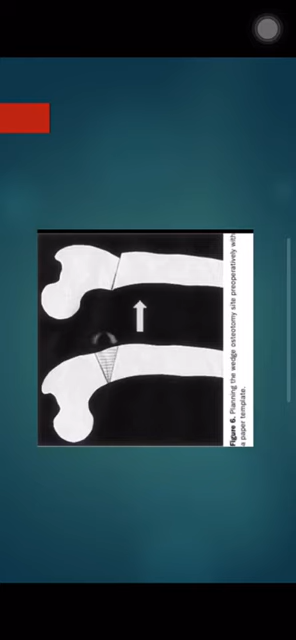 Figure 6. Planning the wedge osteotomy site preoperatively with
a paper template.